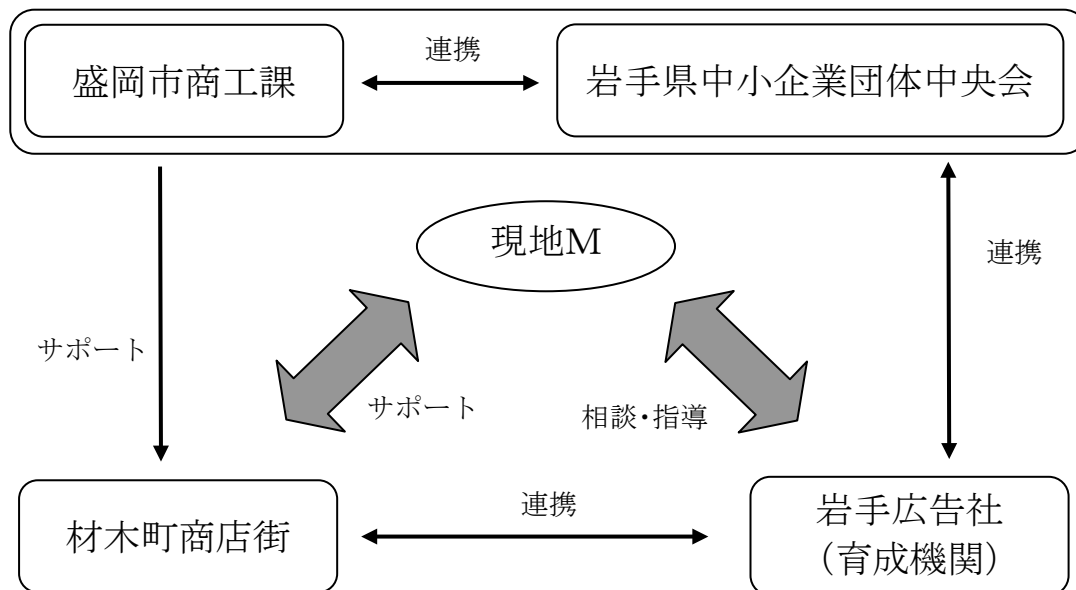 盛岡市商工課
連携
岩手県中小企業団体中央会
現地M
連携
サポート
サポート
相談・指導
材木町商店街
連携
岩手広告社
（育成機関）